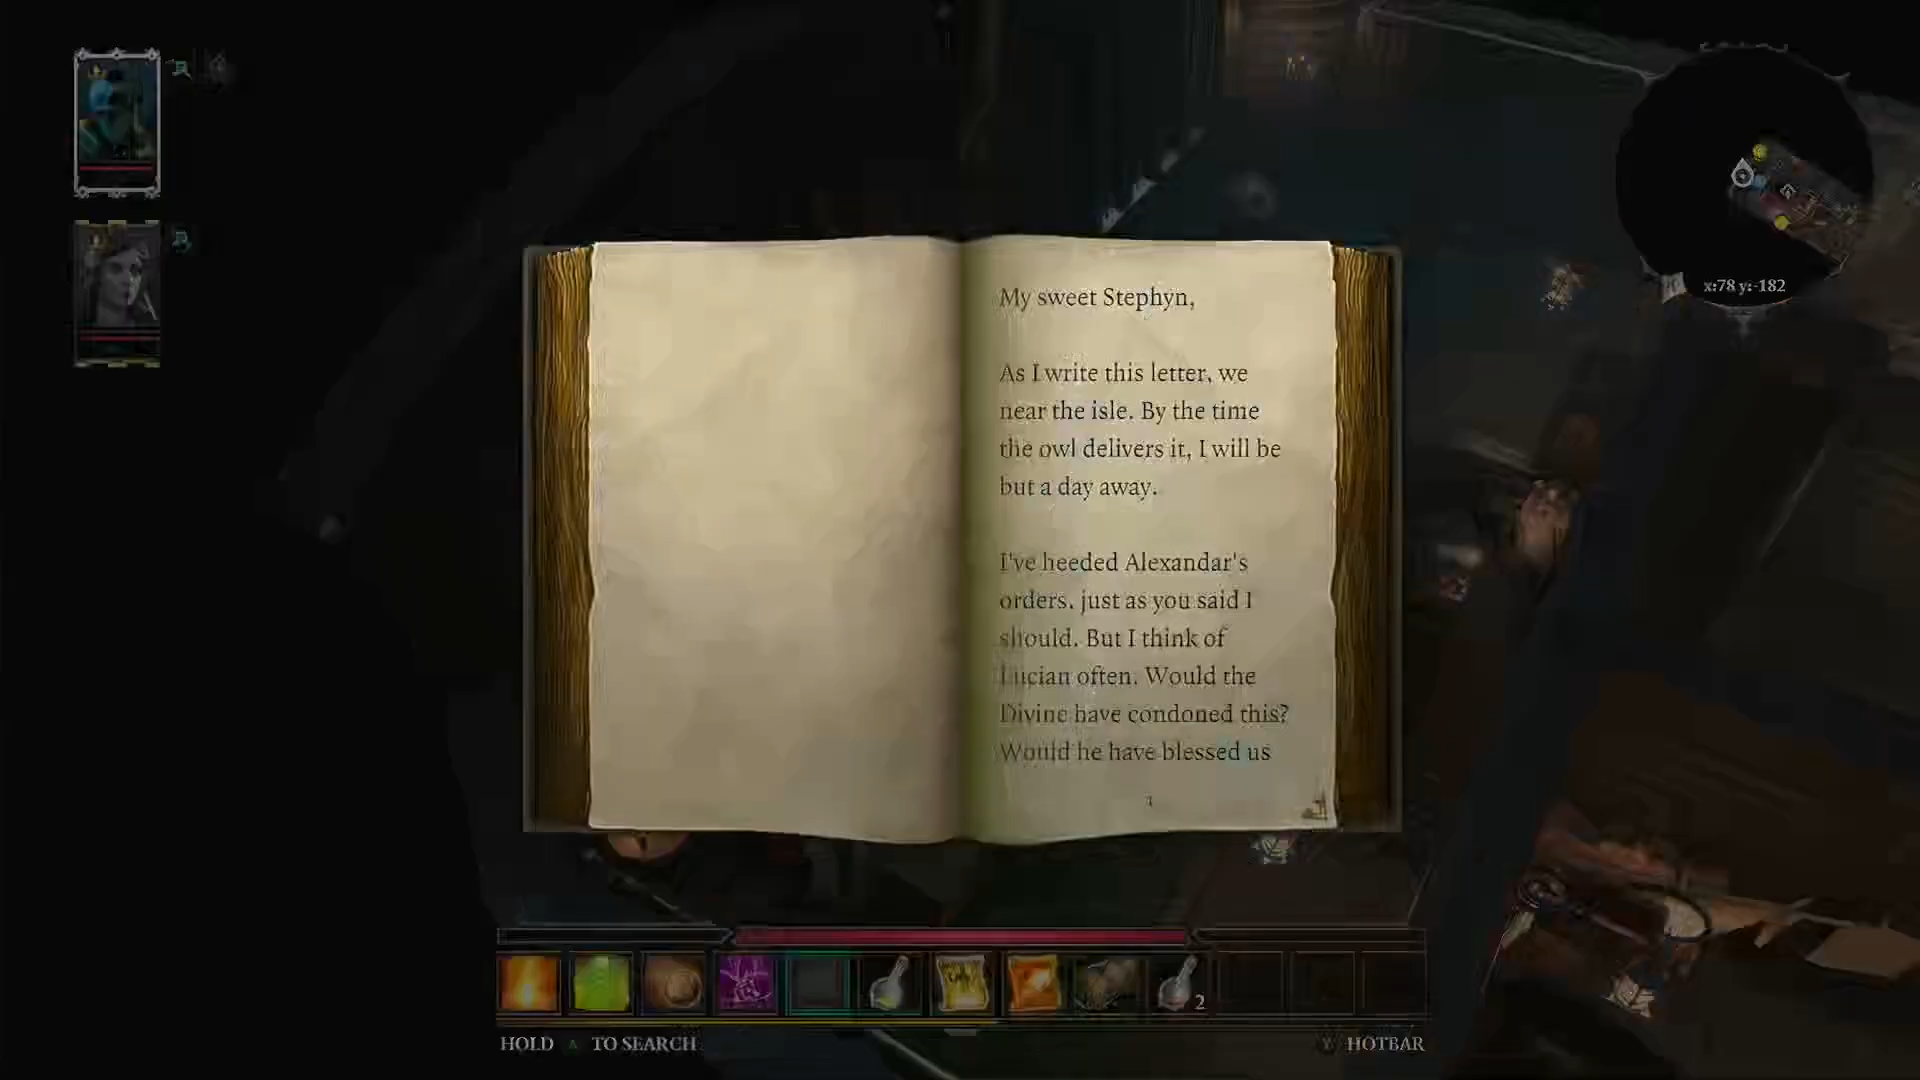 x:78 y:-182
My sweet Stephyn,
As I write this letter, we
near the isle. By the time
the owl delivers it, I will be
but a day away.
I've heeded Alexandar's
orders, just as you said I
should. But I think of
Lucian often. Would the
Divine have condoned this?
Would he have blessed us
1
2
HOLD A TO SEARCH
Y HOTBAR